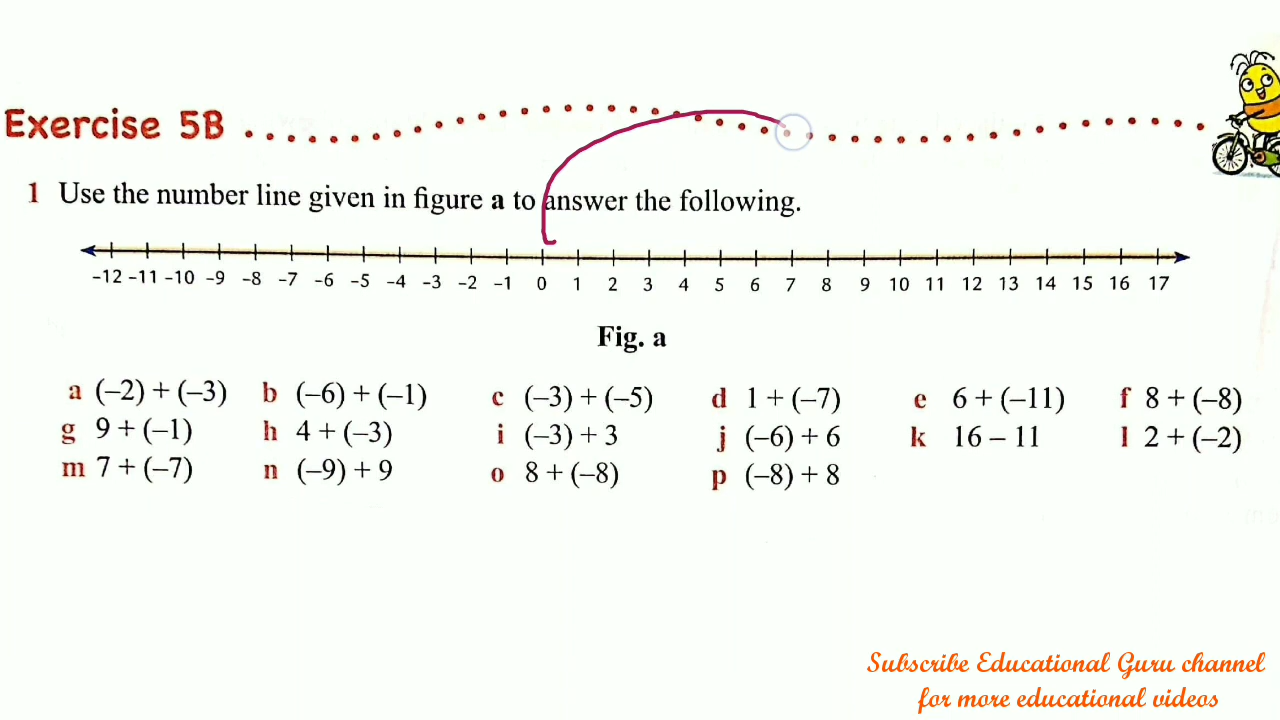 Exercise 5B
1 Use the number line given in figure a to answer the following.
–12 –11 –10 –9 –8 –7 –6 –5 –4 –3 –2 –1 0 1 2 3 4 5 6 7 8 9 10 11 12 13 14 15 16 17
Fig. a
a (–2) + (–3) b (–6) + (–1) c (–3) + (–5) d 1 + (–7) e 6 + (–11) f 8 + (–8)
g 9 + (–1) h 4 + (–3) i (–3) + 3 j (–6) + 6 k 16 – 11 l 2 + (–2)
m 7 + (–7) n (–9) + 9 o 8 + (–8) p (–8) + 8
Subscribe Educational Guru channel
for more educational videos